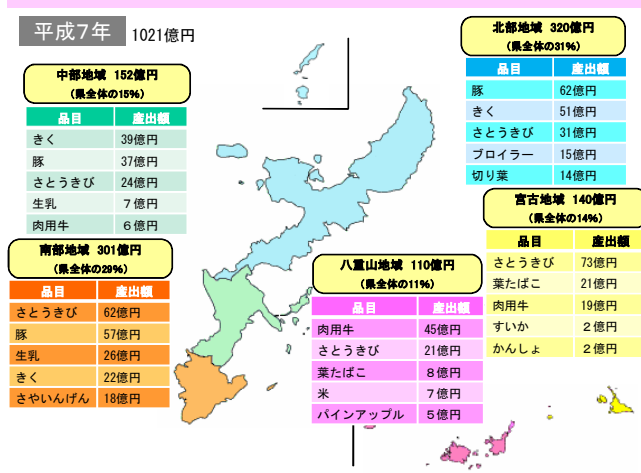 平成7年 1021億円
北部地域 320億円
(県全体の31%)
品目 産出額
豚 62億円
きく 51億円
さとうきび 31億円
ブロイラー 15億円
切り葉 14億円
中部地域 152億円
(県全体の15%)
品目 産出額
きく 39億円
豚 37億円
さとうきび 24億円
生乳 7億円
肉用牛 6億円
宮古地域 140億円
(県全体の14%)
品目 産出額
さとうきび 73億円
葉たばこ 21億円
肉用牛 19億円
すいか 2億円
かんしょ 2億円
南部地域 301億円
(県全体の29%)
品目 産出額
さとうきび 62億円
豚 57億円
生乳 26億円
きく 22億円
さやいんげん 18億円
八重山地域 110億円
(県全体の11%)
品目 産出額
肉用牛 45億円
さとうきび 21億円
葉たばこ 8億円
米 7億円
パインアップル 5億円